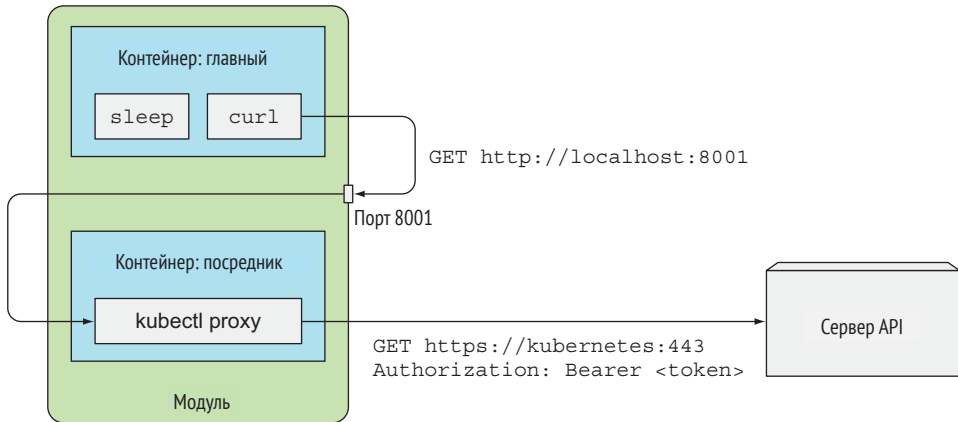 Контейнер: главный
sleep
curl
GET http://localhost:8001
Порт 8001
Контейнер: посредник
kubectl proxy
GET https://kubernetes:443
Authorization: Bearer <token>
Сервер API
Модуль